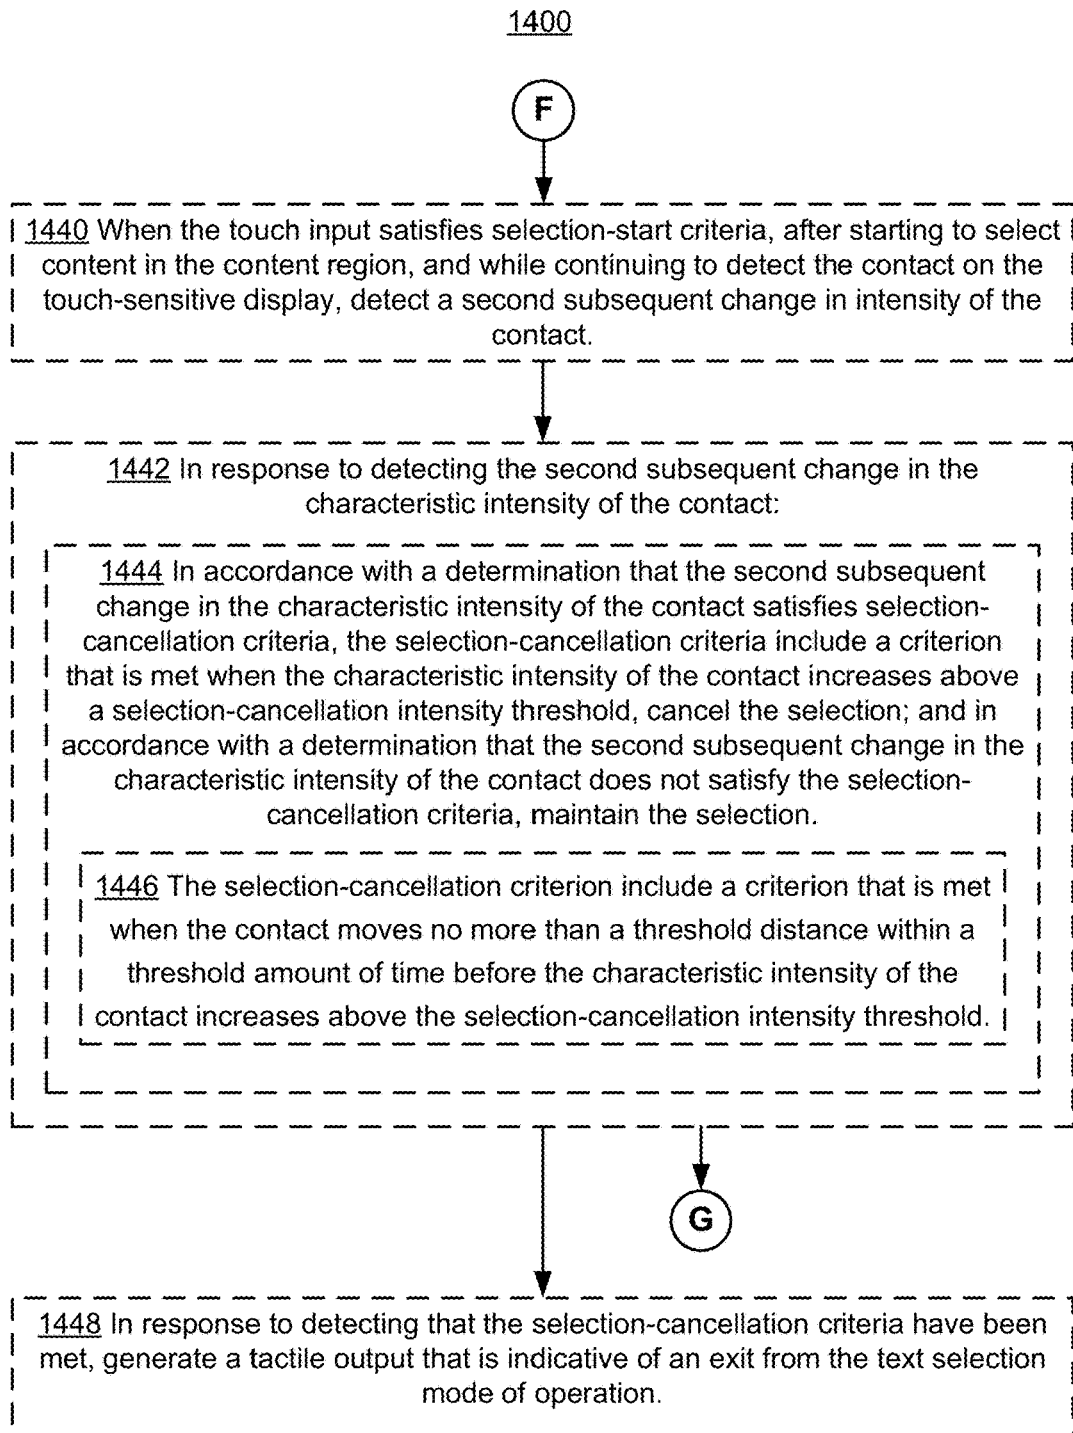 1400
F
1440 When the touch input satisfies selection-start criteria, after starting to select
content in the content region, and while continuing to detect the contact on the
touch-sensitive display, detect a second subsequent change in intensity of the
contact.
1442 In response to detecting the second subsequent change in the
characteristic intensity of the contact:
1444 In accordance with a determination that the second subsequent
change in the characteristic intensity of the contact satisfies selection-
cancellation criteria, the selection-cancellation criteria include a criterion
that is met when the characteristic intensity of the contact increases above
a selection-cancellation intensity threshold, cancel the selection; and in
accordance with a determination that the second subsequent change in the
characteristic intensity of the contact does not satisfy the selection-
cancellation criteria, maintain the selection.
1446 The selection-cancellation criterion include a criterion that is met
when the contact moves no more than a threshold distance within a
threshold amount of time before the characteristic intensity of the
contact increases above the selection-cancellation intensity threshold.
G
1448 In response to detecting that the selection-cancellation criteria have been
met, generate a tactile output that is indicative of an exit from the text selection
mode of operation.